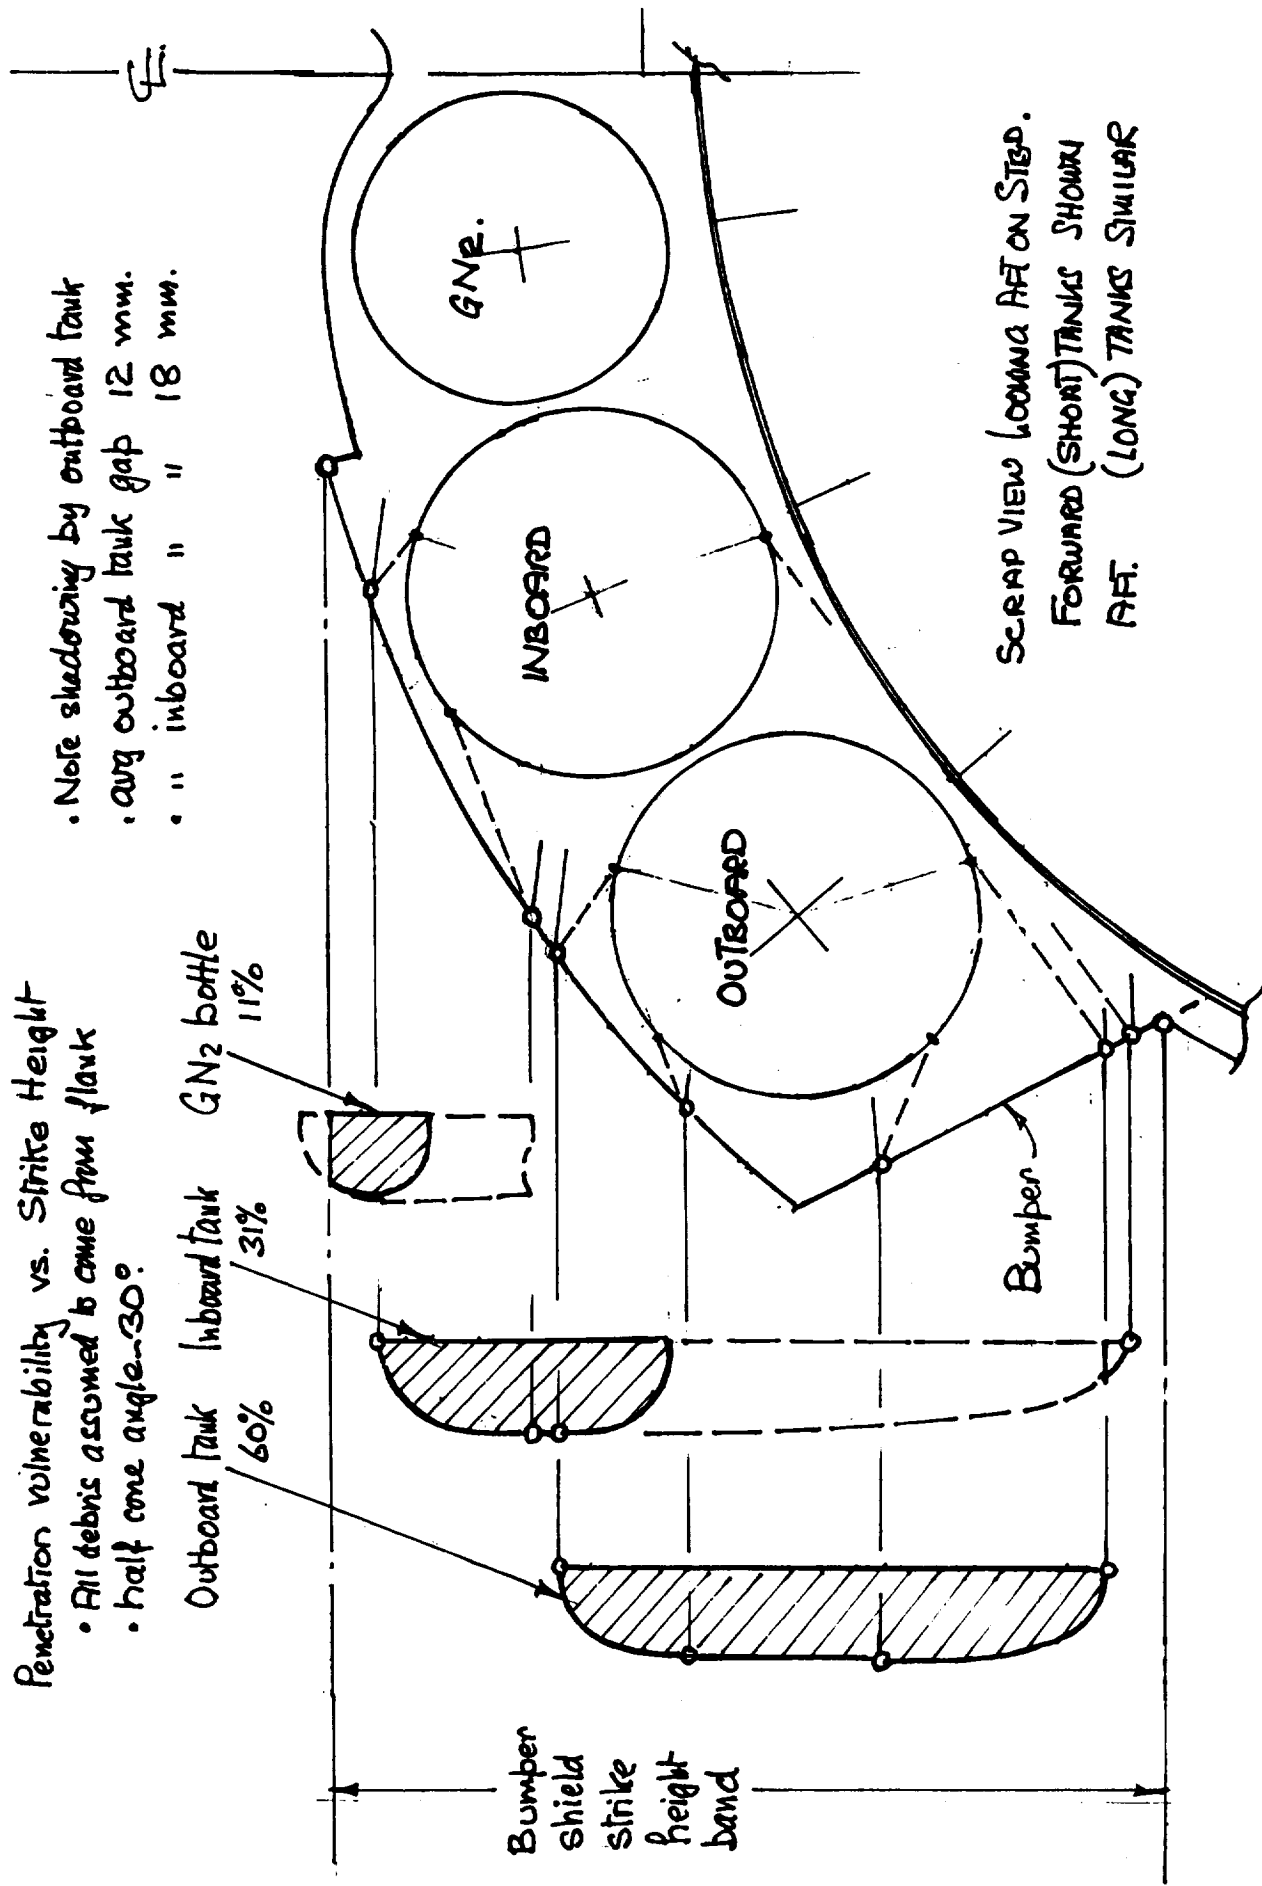 Penetration vulnerability vs. Strike Height
• All debris assumed to come from flank
• half cone angle~30°.
Outboard tank
60%
Inboard tank
31%
GN2 bottle
11%
• Note shadowing by outboard tank
• avg outboard tank gap 12 mm.
• " inboard " " 18 mm.
Bumper
shield
strike
height
band
Bumper
OUTBOARD
INBOARD
GN2.
℄
SCRAP VIEW LOOKING AFT ON STBD.
FORWARD (SHORT) TANKS SHOWN
AFT. (LONG) TANKS SIMILAR